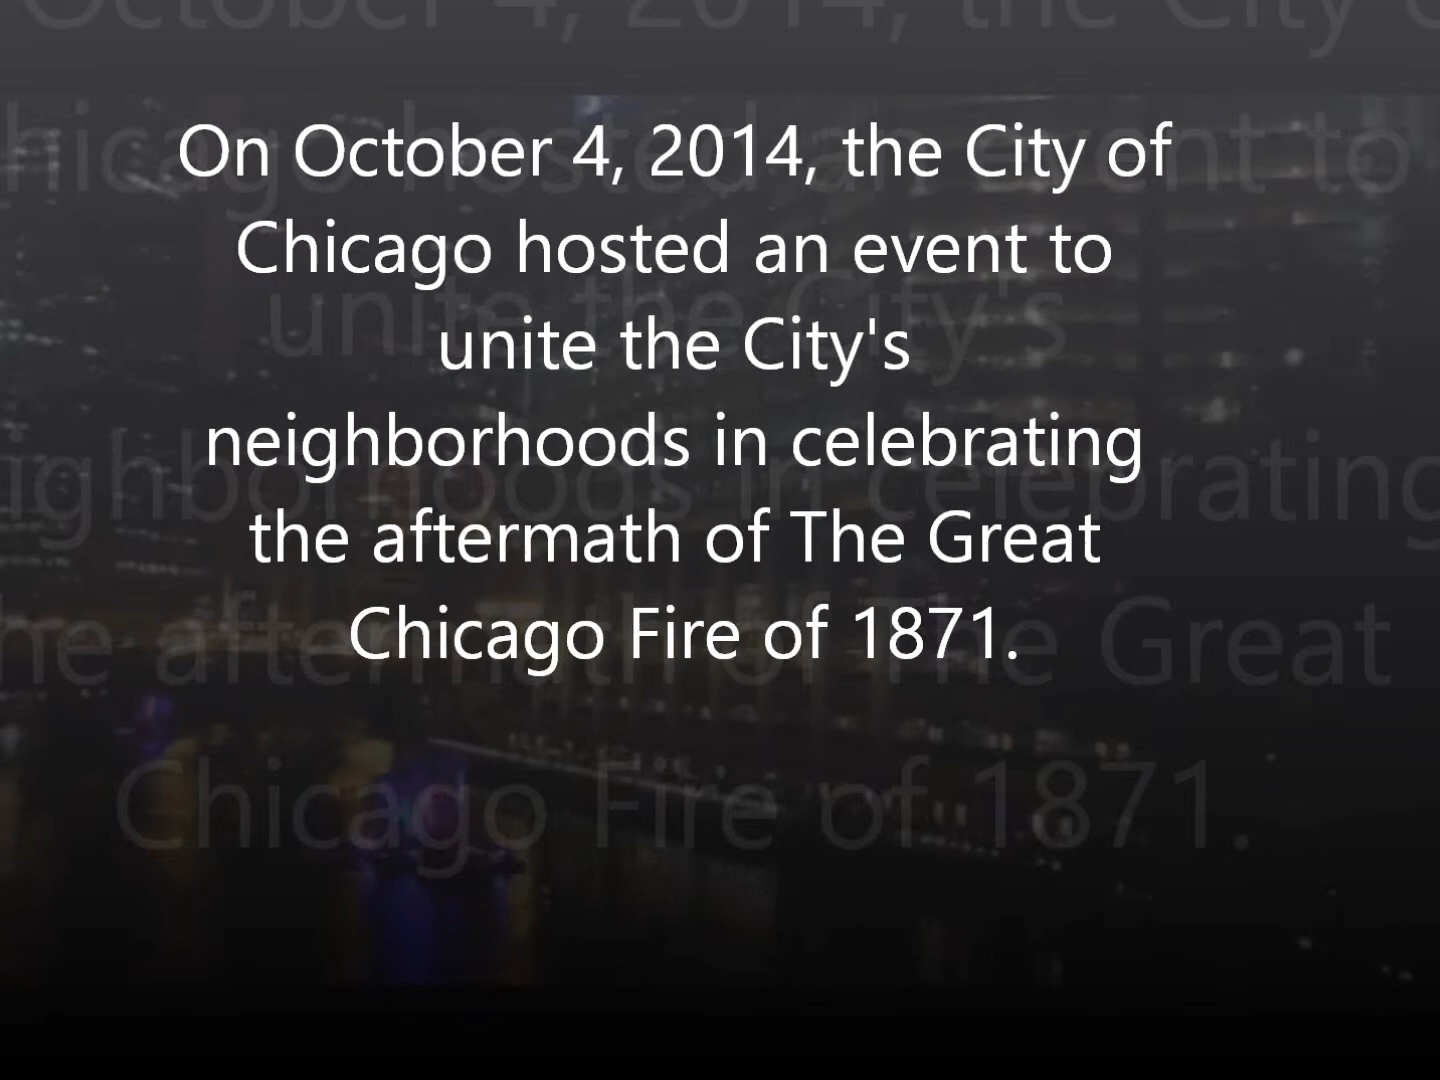 On October 4, 2014, the City of
Chicago hosted an event to
unite the City's
neighborhoods in celebrating
the aftermath of The Great
Chicago Fire of 1871.